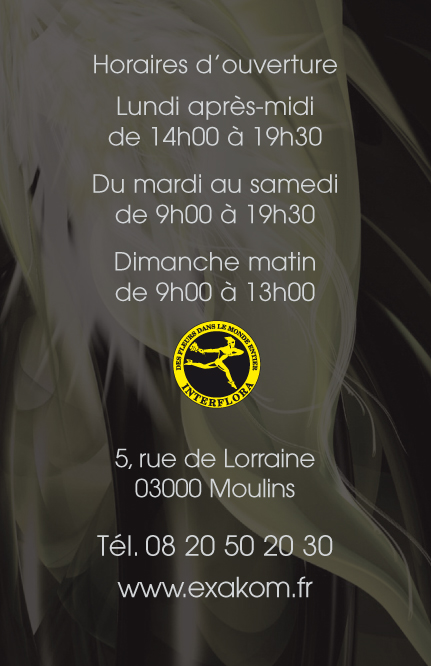 Horaires d'ouverture
Lundi après-midi
de 14h00 à 19h30
Du mardi au samedi
de 9h00 à 19h30
Dimanche matin
de 9h00 à 13h00
DES FLEURS DANS LE MONDE ENTIER
INTERFLORA
5, rue de Lorraine
03000 Moulins
Tél. 08 20 50 20 30
www.exakom.fr